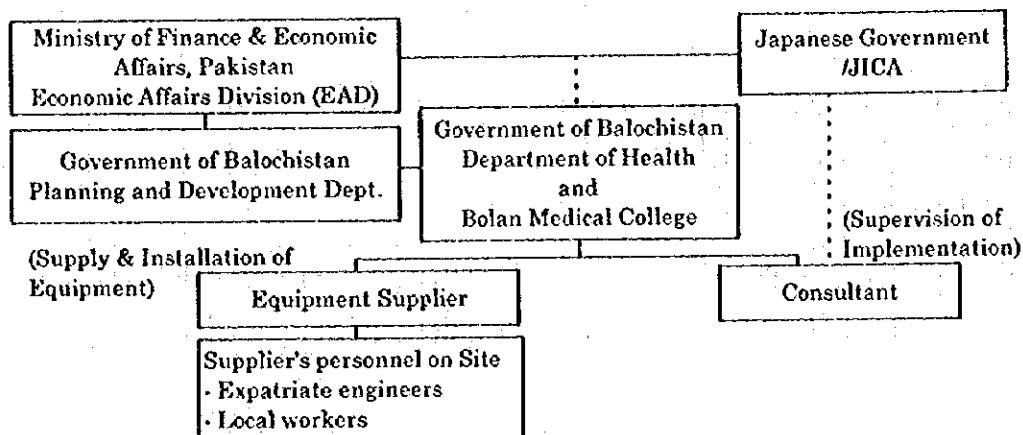 Ministry of Finance & Economic
Affairs, Pakistan
Economic Affairs Division (EAD)
Japanese Government
/JICA
Government of Balochistan
Planning and Development Dept.
Government of Balochistan
Department of Health
and
Bolan Medical College
(Supply & Installation of
Equipment)
(Supervision of
Implementation)
Equipment Supplier
Consultant
Supplier's personnel on Site
- Expatriate engineers
- Local workers